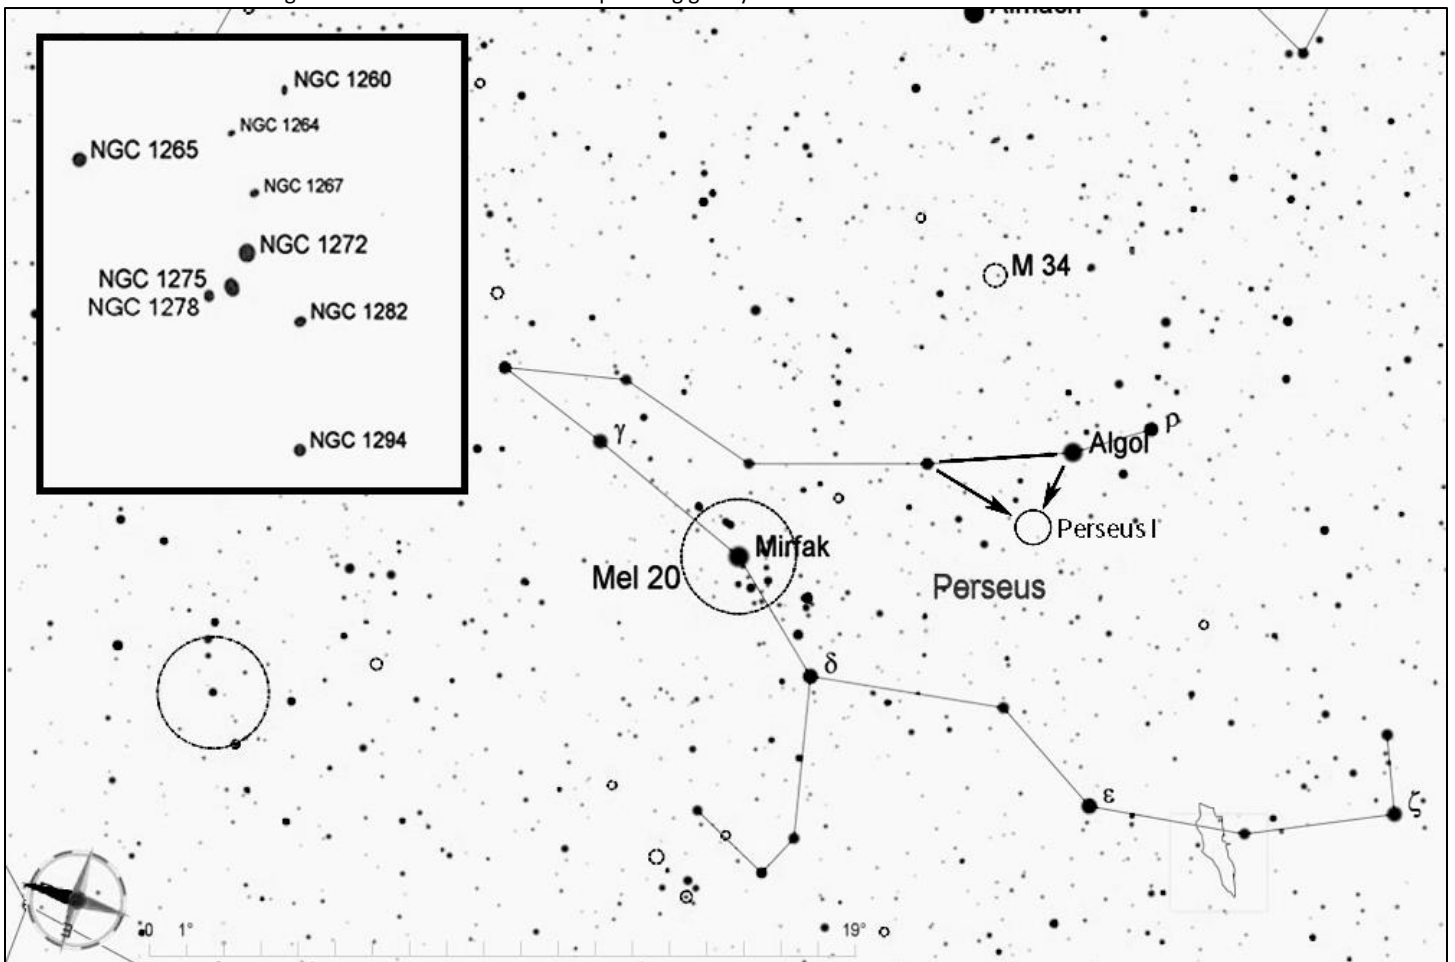 NGC 1260
NGC 1264
NGC 1265
NGC 1267
NGC 1272
NGC 1275
NGC 1278
NGC 1282
NGC 1294
M 34
γ
Algol
ρ
Perseus I
Mirfak
Mel 20
Perseus
δ
ε
ζ
E
0 1°
19°